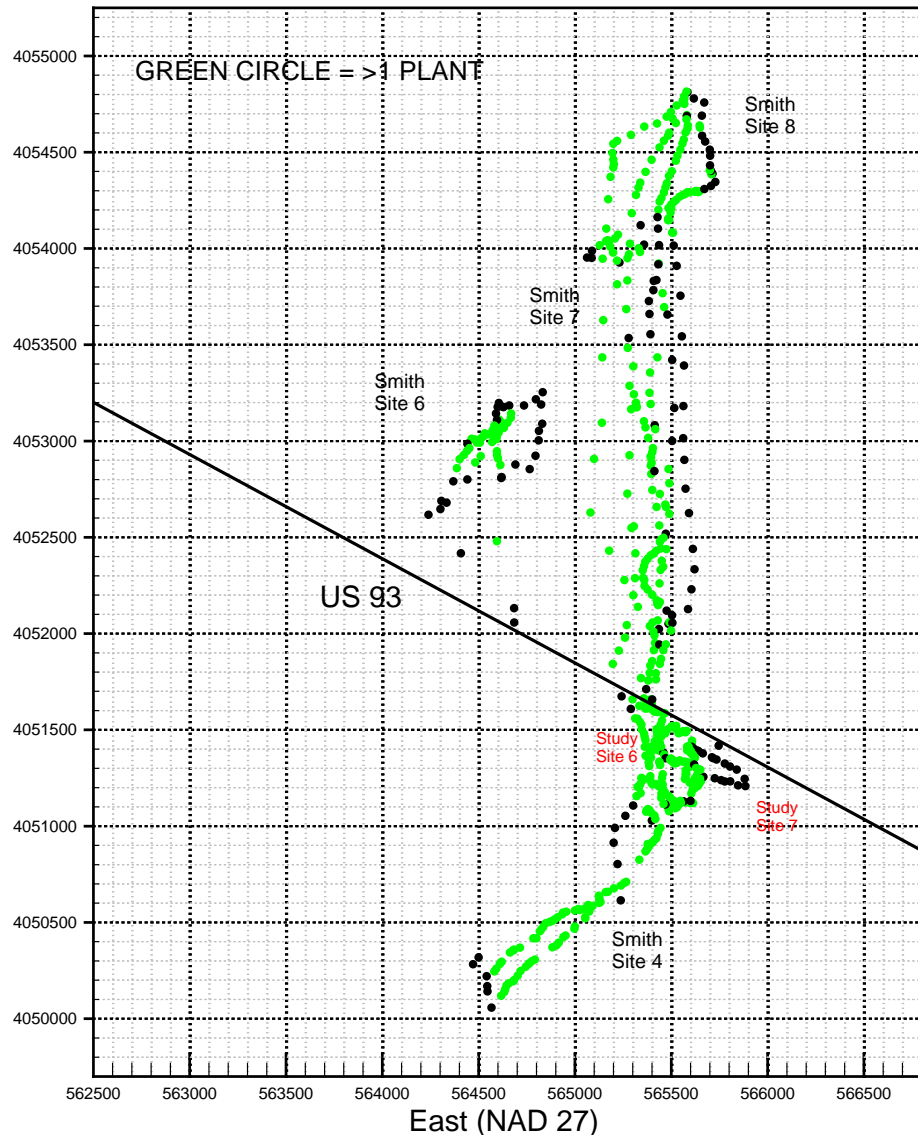 4055000
GREEN CIRCLE = >1 PLANT
Smith
Site 8
4054500
4054000
Smith
Site 7
4053500
Smith
Site 6
4053000
4052500
US 93
4052000
4051500
Study
Site 6
Study
Site 7
4051000
4050500
Smith
Site 4
4050000
562500 563000 563500 564000 564500 565000 565500 566000 566500
East (NAD 27)